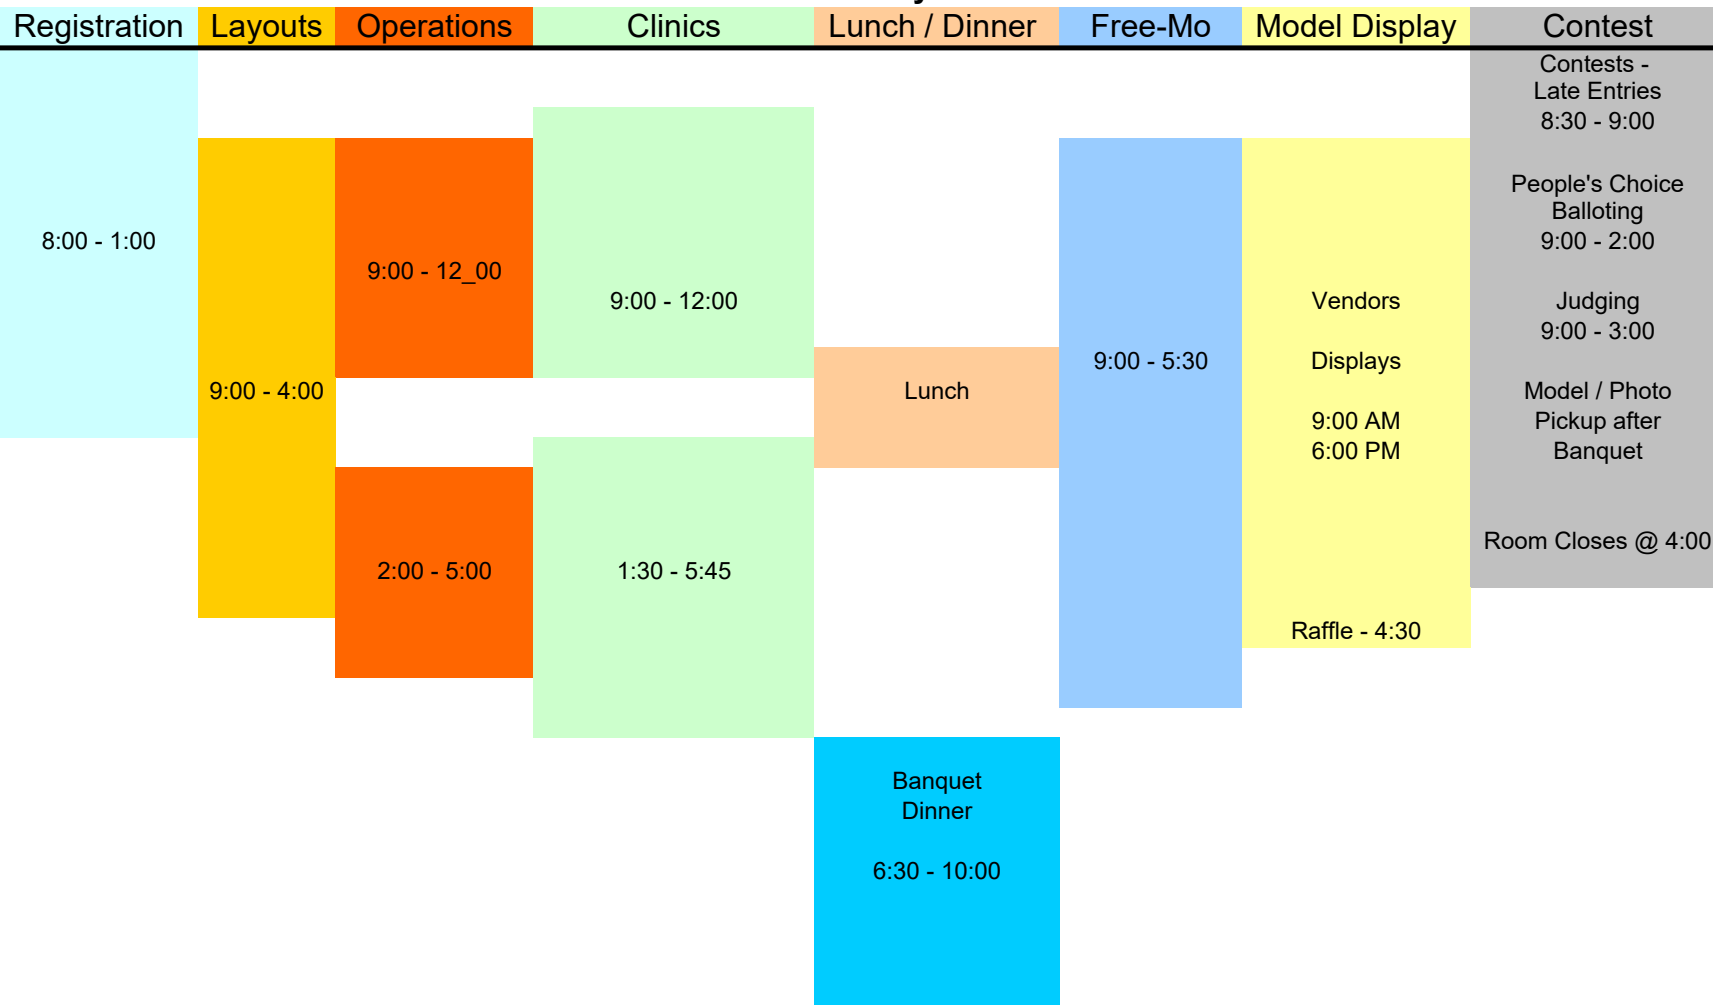 Registration
Layouts
Operations
Clinics
Lunch / Dinner
Free-Mo
Model Display
Contest
8:00 - 1:00
9:00 - 4:00
9:00 - 12_00
2:00 - 5:00
9:00 - 12:00
1:30 - 5:45
Lunch
Banquet
Dinner
6:30 - 10:00
9:00 - 5:30
Vendors
Displays
9:00 AM
6:00 PM
Raffle - 4:30
Contests -
Late Entries
8:30 - 9:00
People's Choice
Balloting
9:00 - 2:00
Judging
9:00 - 3:00
Model / Photo
Pickup after
Banquet
Room Closes @ 4:00